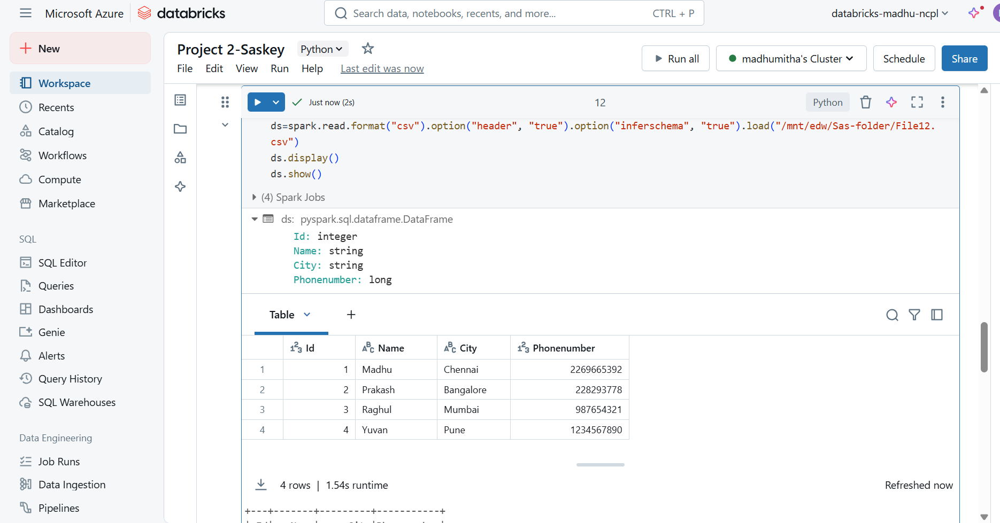 Microsoft Azure databricks
Search data, notebooks, recents, and more... CTRL + P
databricks-madhu-ncpl
New
Workspace
Recents
Catalog
Workflows
Compute
Marketplace
SQL
SQL Editor
Queries
Dashboards
Genie
Alerts
Query History
SQL Warehouses
Data Engineering
Job Runs
Data Ingestion
Pipelines
Project 2-Saskey Python
File Edit View Run Help Last edit was now
Run all madhumitha's Cluster Schedule Share
Just now (2s) 12 Python
ds=spark.read.format("csv").option("header", "true").option("inferschema", "true").load("/mnt/edw/Sas-folder/File12.
csv")
ds.display()
ds.show()
(4) Spark Jobs
ds: pyspark.sql.dataframe.DataFrame
Id: integer
Name: string
City: string
Phonenumber: long
Table +
Id Name City Phonenumber
1 1 Madhu Chennai 2269665392
2 2 Prakash Bangalore 228293778
3 3 Raghul Mumbai 987654321
4 4 Yuvan Pune 1234567890
4 rows | 1.54s runtime Refreshed now
+---+-------+---------+-----------+